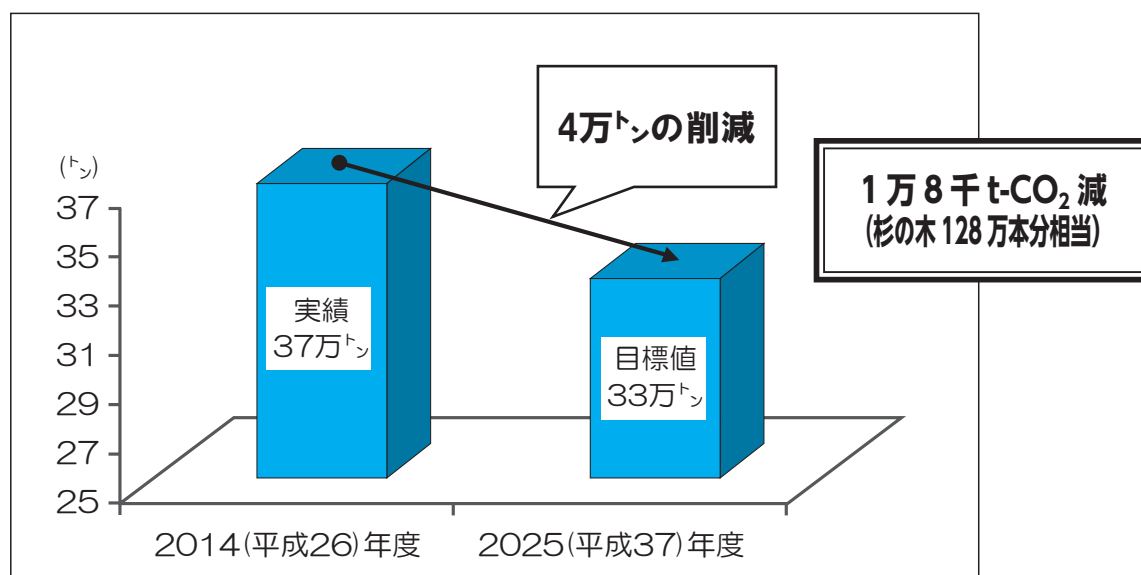 4万トンの削減
1万8千t-CO₂減
(杉の木128万本分相当)
(トン)
37
35
33
31
29
27
25
実績
37万トン
目標値
33万トン
2014(平成26)年度
2025(平成37)年度